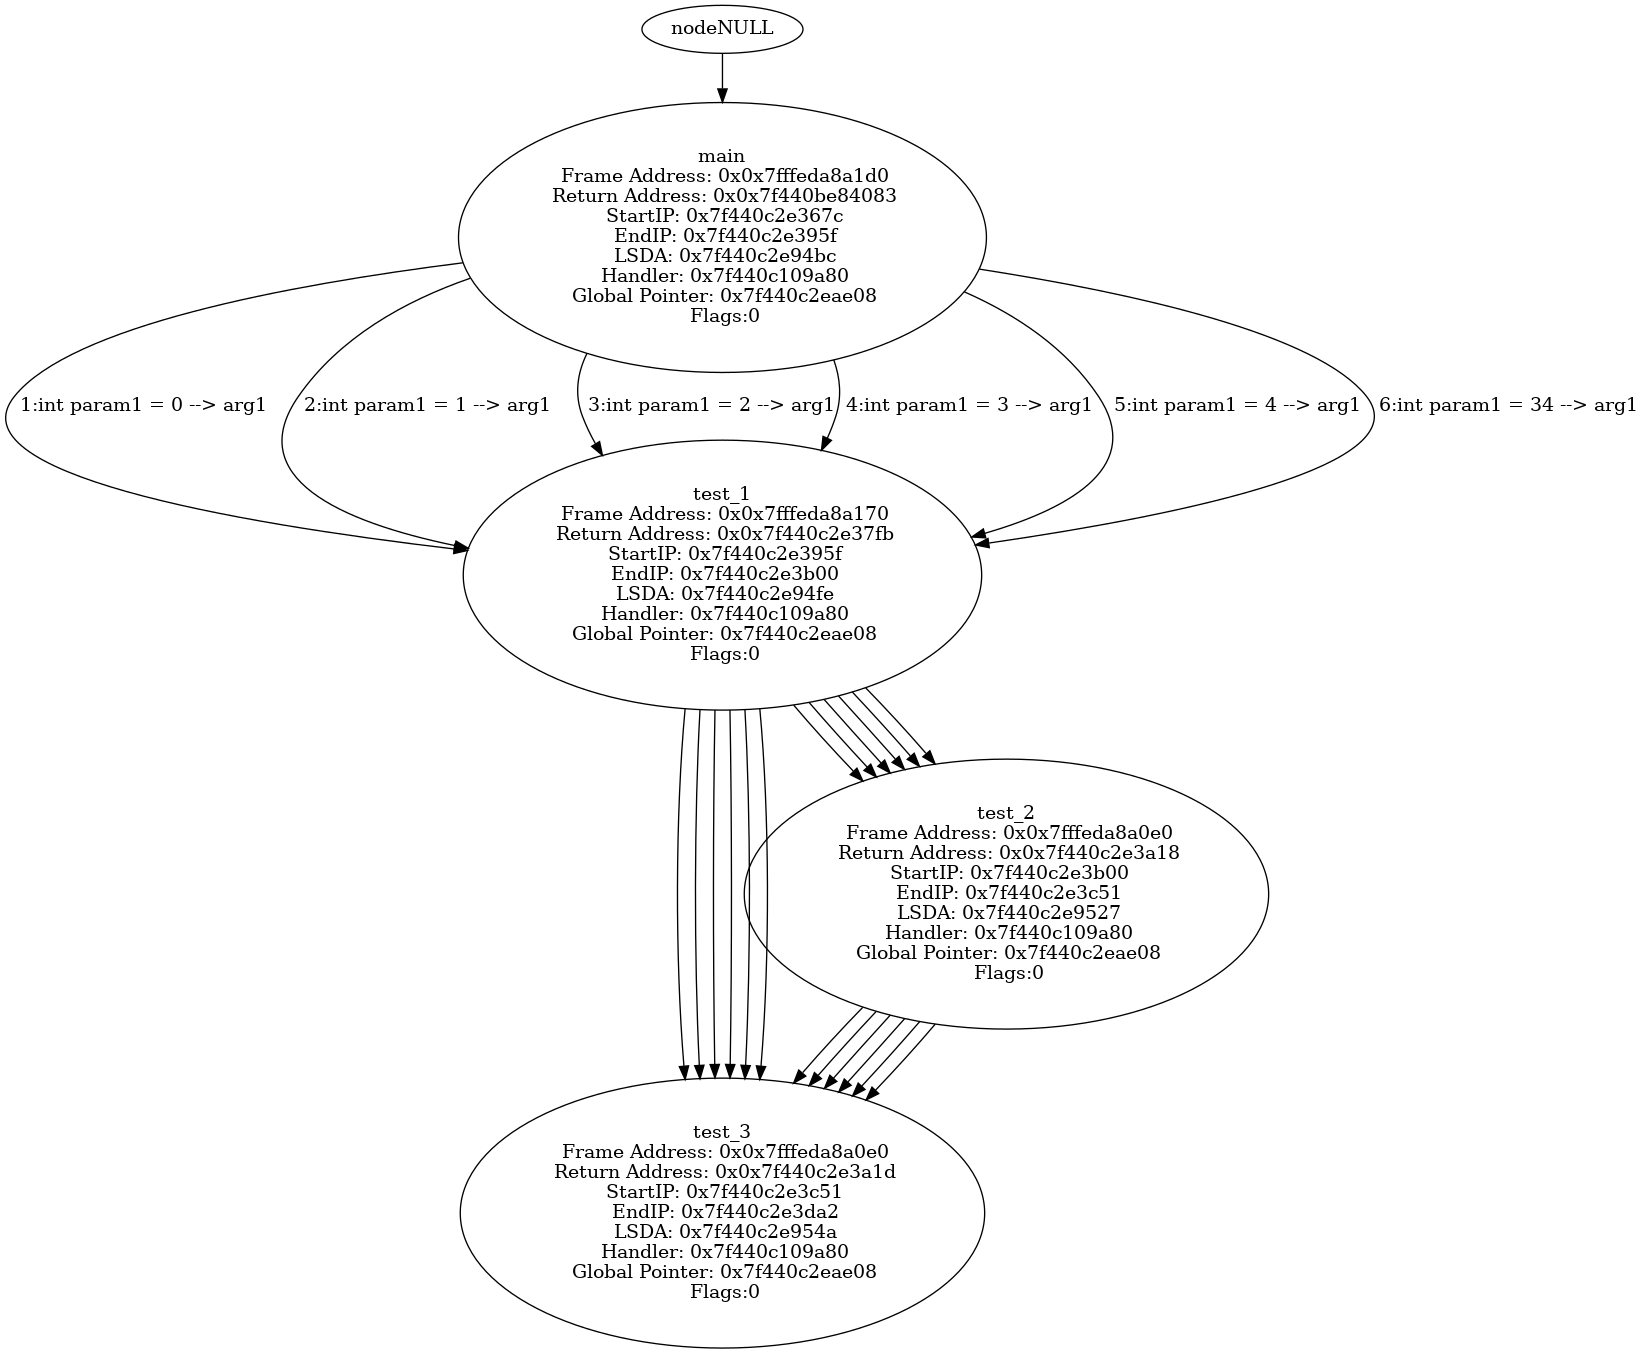 nodeNULL
main
Frame Address: 0x0x7fffeda8a1d0
Return Address: 0x0x7f440be84083
StartIP: 0x7f440c2e367c
EndIP: 0x7f440c2e395f
LSDA: 0x7f440c2e94bc
Handler: 0x7f440c109a80
Global Pointer: 0x7f440c2eae08
Flags:0
1:int param1 = 0 --> arg1
2:int param1 = 1 --> arg1
3:int param1 = 2 --> arg1
4:int param1 = 3 --> arg1
5:int param1 = 4 --> arg1
6:int param1 = 34 --> arg1
test_1
Frame Address: 0x0x7fffeda8a170
Return Address: 0x0x7f440c2e37fb
StartIP: 0x7f440c2e395f
EndIP: 0x7f440c2e3b00
LSDA: 0x7f440c2e94fe
Handler: 0x7f440c109a80
Global Pointer: 0x7f440c2eae08
Flags:0
test_2
Frame Address: 0x0x7fffeda8a0e0
Return Address: 0x0x7f440c2e3a18
StartIP: 0x7f440c2e3b00
EndIP: 0x7f440c2e3c51
LSDA: 0x7f440c2e9527
Handler: 0x7f440c109a80
Global Pointer: 0x7f440c2eae08
Flags:0
test_3
Frame Address: 0x0x7fffeda8a0e0
Return Address: 0x0x7f440c2e3a1d
StartIP: 0x7f440c2e3c51
EndIP: 0x7f440c2e3da2
LSDA: 0x7f440c2e954a
Handler: 0x7f440c109a80
Global Pointer: 0x7f440c2eae08
Flags:0